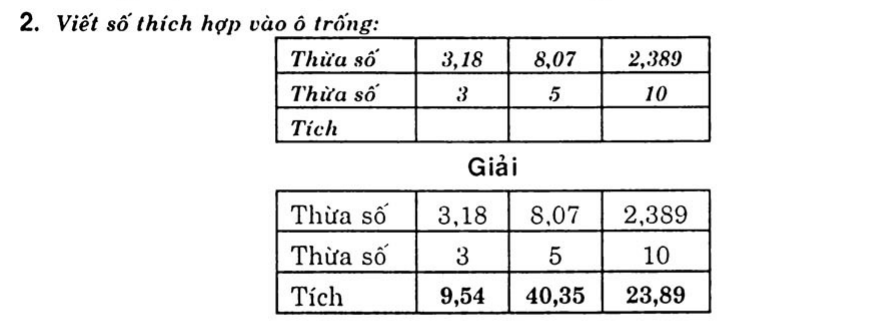 2. Viết số thích hợp vào ô trống:
Thừa số 3,18 8,07 2,389
Thừa số 3 5 10
Tích
Giải
Thừa số 3,18 8,07 2,389
Thừa số 3 5 10
Tích 9,54 40,35 23,89